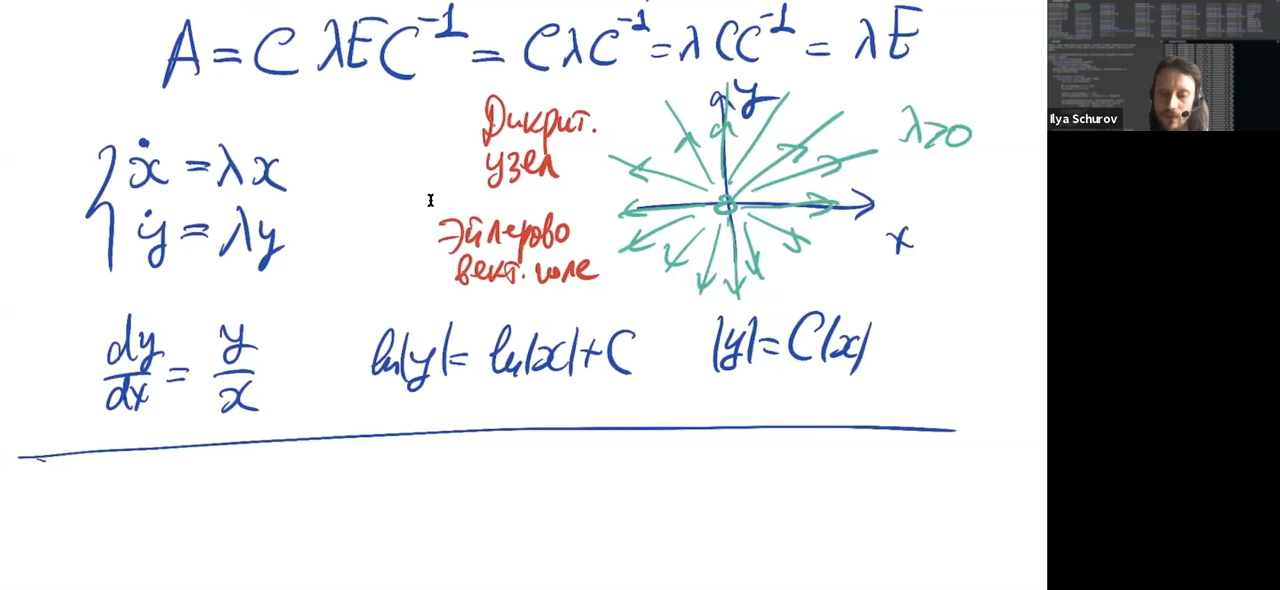 A = C λE C⁻¹ = CλC⁻¹ = λCC⁻¹ = λE
Дикрит.
узел
y
λ>0
ẋ = λx
ẏ = λy
Эйлерово
вект. поле
x
dy/dx = y/x
ln|y| = ln|x| + C
|y| = C|x|
Ilya Schurov